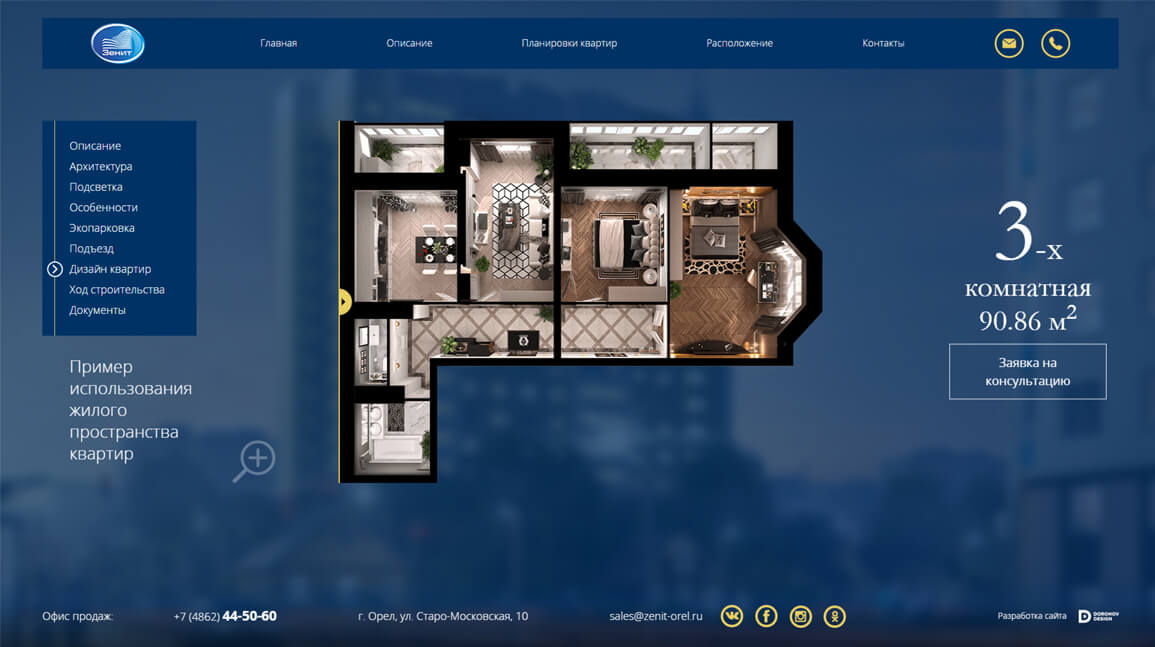 Зенит
Главная
Описание
Планировки квартир
Расположение
Контакты
Описание
Архитектура
Подсветка
Особенности
Экопарковка
Подъезд
Дизайн квартир
Ход строительства
Документы
Пример
использования
жилого
пространства
квартир
3-х
комнатная
90.86 м²
Заявка на
консультацию
Офис продаж:
+7 (4862) 44-50-60
г. Орел, ул. Старо-Московская, 10
sales@zenit-orel.ru
Разработка сайта
DOROHOV
DESIGN